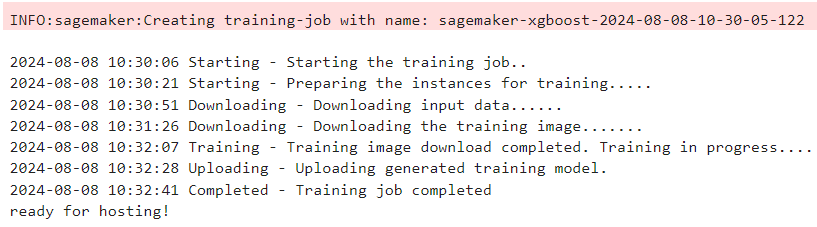 INFO:sagemaker:Creating training-job with name: sagemaker-xgboost-2024-08-08-10-30-05-122
2024-08-08 10:30:06 Starting - Starting the training job..
2024-08-08 10:30:21 Starting - Preparing the instances for training.....
2024-08-08 10:30:51 Downloading - Downloading input data......
2024-08-08 10:31:26 Downloading - Downloading the training image.......
2024-08-08 10:32:07 Training - Training image download completed. Training in progress....
2024-08-08 10:32:28 Uploading - Uploading generated training model.
2024-08-08 10:32:41 Completed - Training job completed
ready for hosting!